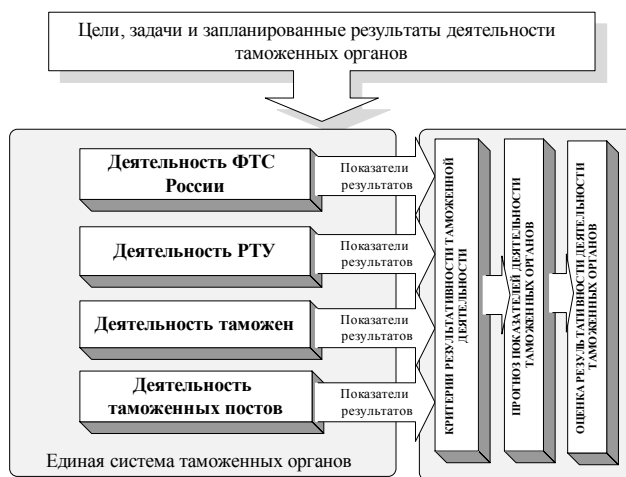 Цели, задачи и запланированные результаты деятельности
таможенных органов
Деятельность ФТС
России
Показатели
результатов
Деятельность РТУ
Показатели
результатов
Деятельность таможен
Показатели
результатов
Деятельность
таможенных постов
Показатели
результатов
Единая система таможенных органов
КРИТЕРИИ РЕЗУЛЬТАТИВНОСТИ ТАМОЖЕННОЙ
ДЕЯТЕЛЬНОСТИ
ПРОГНОЗ ПОКАЗАТЕЛЕЙ ДЕЯТЕЛЬНОСТИ
ТАМОЖЕННЫХ ОРГАНОВ
ОЦЕНКА РЕЗУЛЬТАТИВНОСТИ ДЕЯТЕЛЬНОСТИ
ТАМОЖЕННЫХ ОРГАНОВ